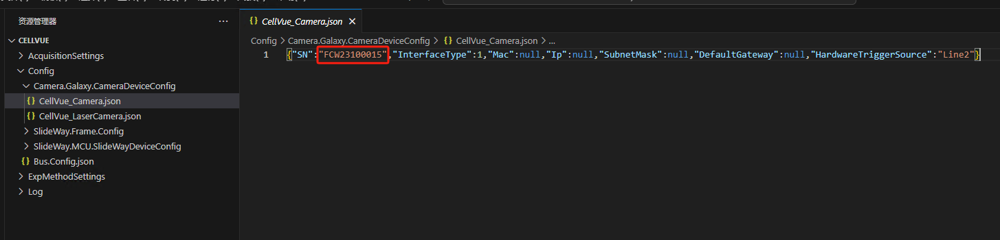 资源管理器
CELLVUE
AcquisitionSettings
Config
Camera.Galaxy.CameraDeviceConfig
{} CellVue_Camera.json
{} CellVue_LaserCamera.json
SlideWay.Frame.Config
SlideWay.MCU.SlideWayDeviceConfig
{} Bus.Config.json
ExpMethodSettings
Log
{} CellVue_Camera.json
Config > Camera.Galaxy.CameraDeviceConfig > {} CellVue_Camera.json > ...
1 {"SN":"FCW23100015","InterfaceType":1,"Mac":null,"Ip":null,"SubnetMask":null,"DefaultGateway":null,"HardwareTriggerSource":"Line2"}